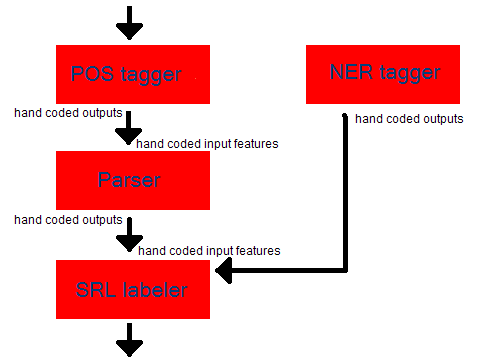 POS tagger
NER tagger
hand coded outputs
hand coded outputs
hand coded input features
Parser
hand coded outputs
hand coded input features
SRL labeler